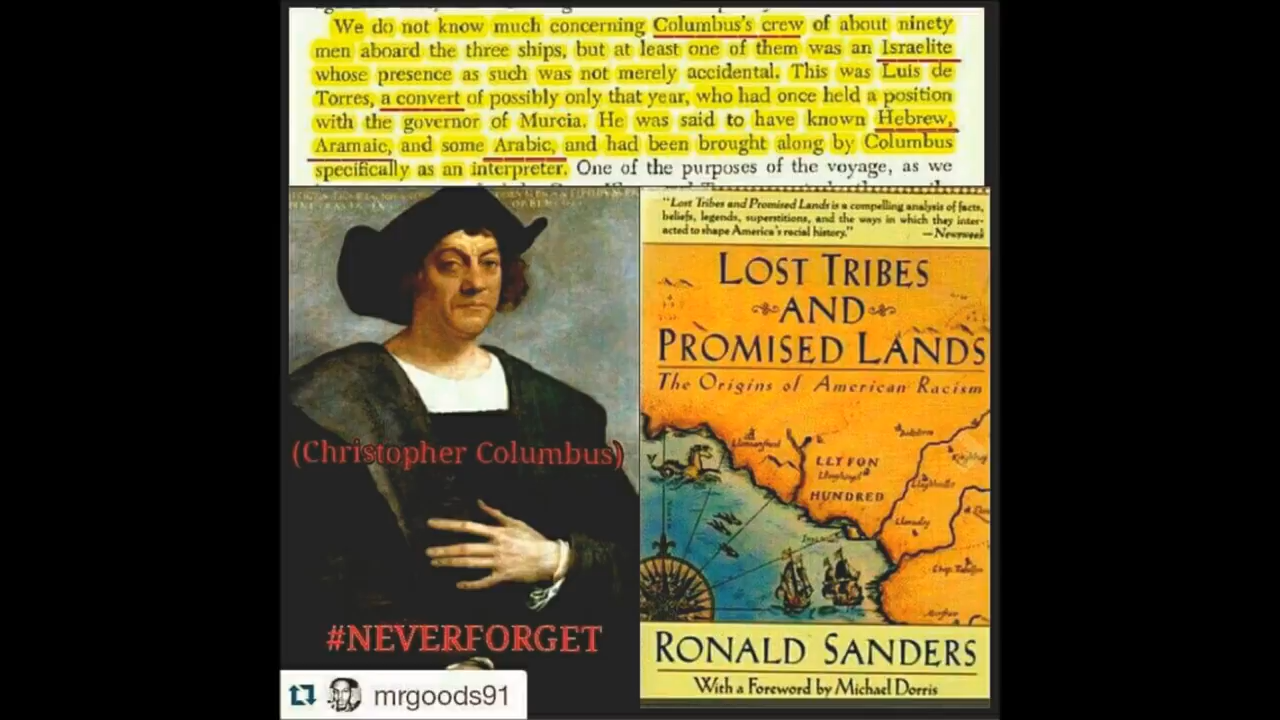 We do not know much concerning Columbus's crew of about ninety
men aboard the three ships, but at least one of them was an Israelite
whose presence as such was not merely accidental. This was Luis de
Torres, a convert of possibly only that year, who had once held a position
with the governor of Murcia. He was said to have known Hebrew,
Aramaic, and some Arabic, and had been brought along by Columbus
specifically as an interpreter. One of the purposes of the voyage, as we
(Christopher Columbus)
#NEVERFORGET
mrgoods91
"Lost Tribes and Promised Lands is a compelling analysis of facts,
beliefs, legends, superstitions, and the ways in which they inter-
acted to shape America's racial history."
—Newsweek
LOST TRIBES
AND
PROMISED LANDS
The Origins of American Racism
LLYFON
HUNDRED
RONALD SANDERS
With a Foreword by Michael Dorris